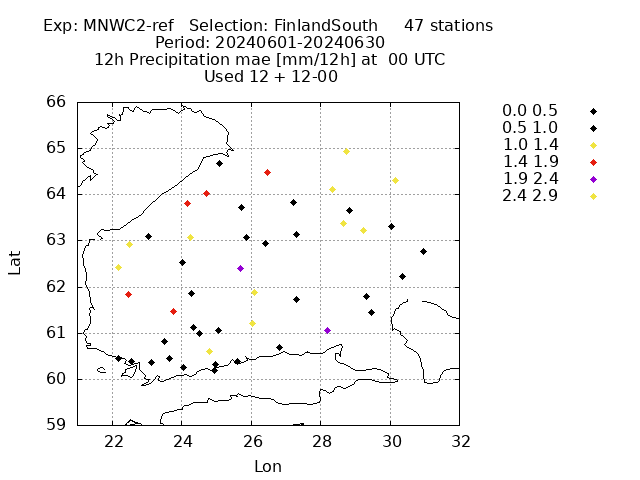 Exp: MNWC2-ref   Selection: FinlandSouth     47 stations
Period: 20240601-20240630
12h Precipitation mae [mm/12h] at  00 UTC
Used 12 + 12-00
0.0 0.5
0.5 1.0
1.0 1.4
1.4 1.9
1.9 2.4
2.4 2.9
66
65
64
63
62
61
60
59
Lat
22 24 26 28 30 32
Lon